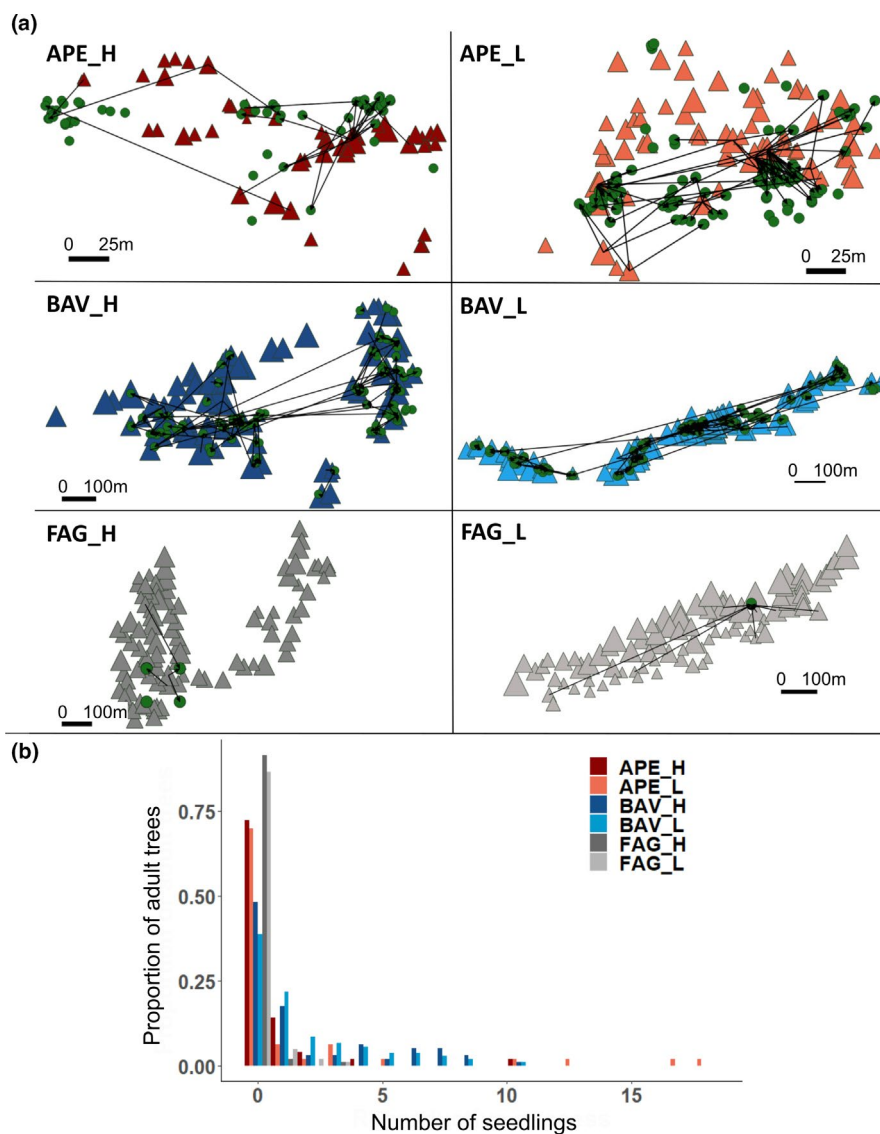 (a)
APE_H
APE_L
0 25m
0 25m
BAV_H
BAV_L
0 100m
0 100m
FAG_H
FAG_L
0 100m
0 100m
(b)
Proportion of adult trees
0.75
0.50
0.25
0.00
APE_H
APE_L
BAV_H
BAV_L
FAG_H
FAG_L
0 5 10 15
Number of seedlings